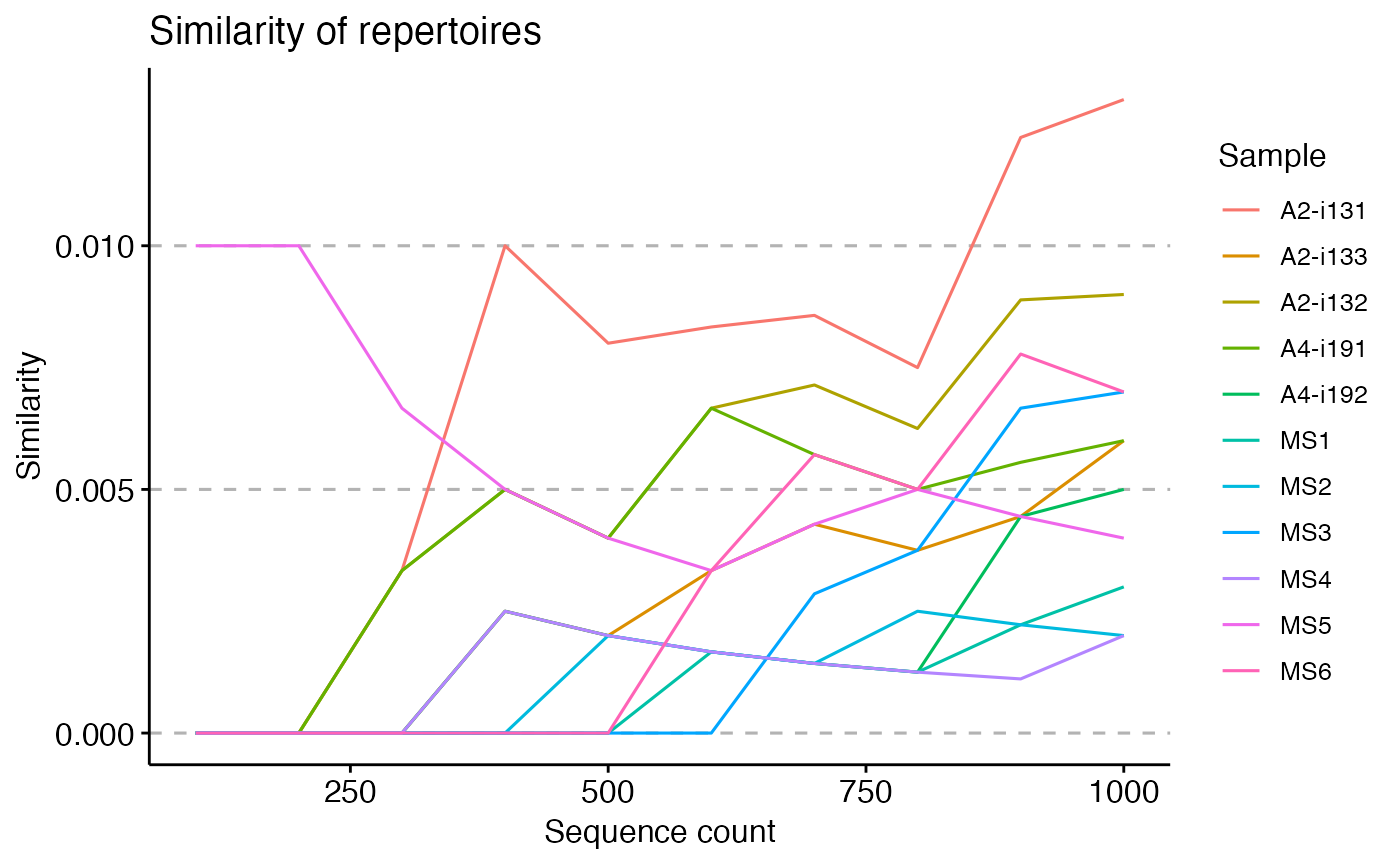 Similarity of repertoires
Similarity
0.010
0.005
0.000
250 500 750 1000
Sequence count
Sample
A2-i131
A2-i133
A2-i132
A4-i191
A4-i192
MS1
MS2
MS3
MS4
MS5
MS6